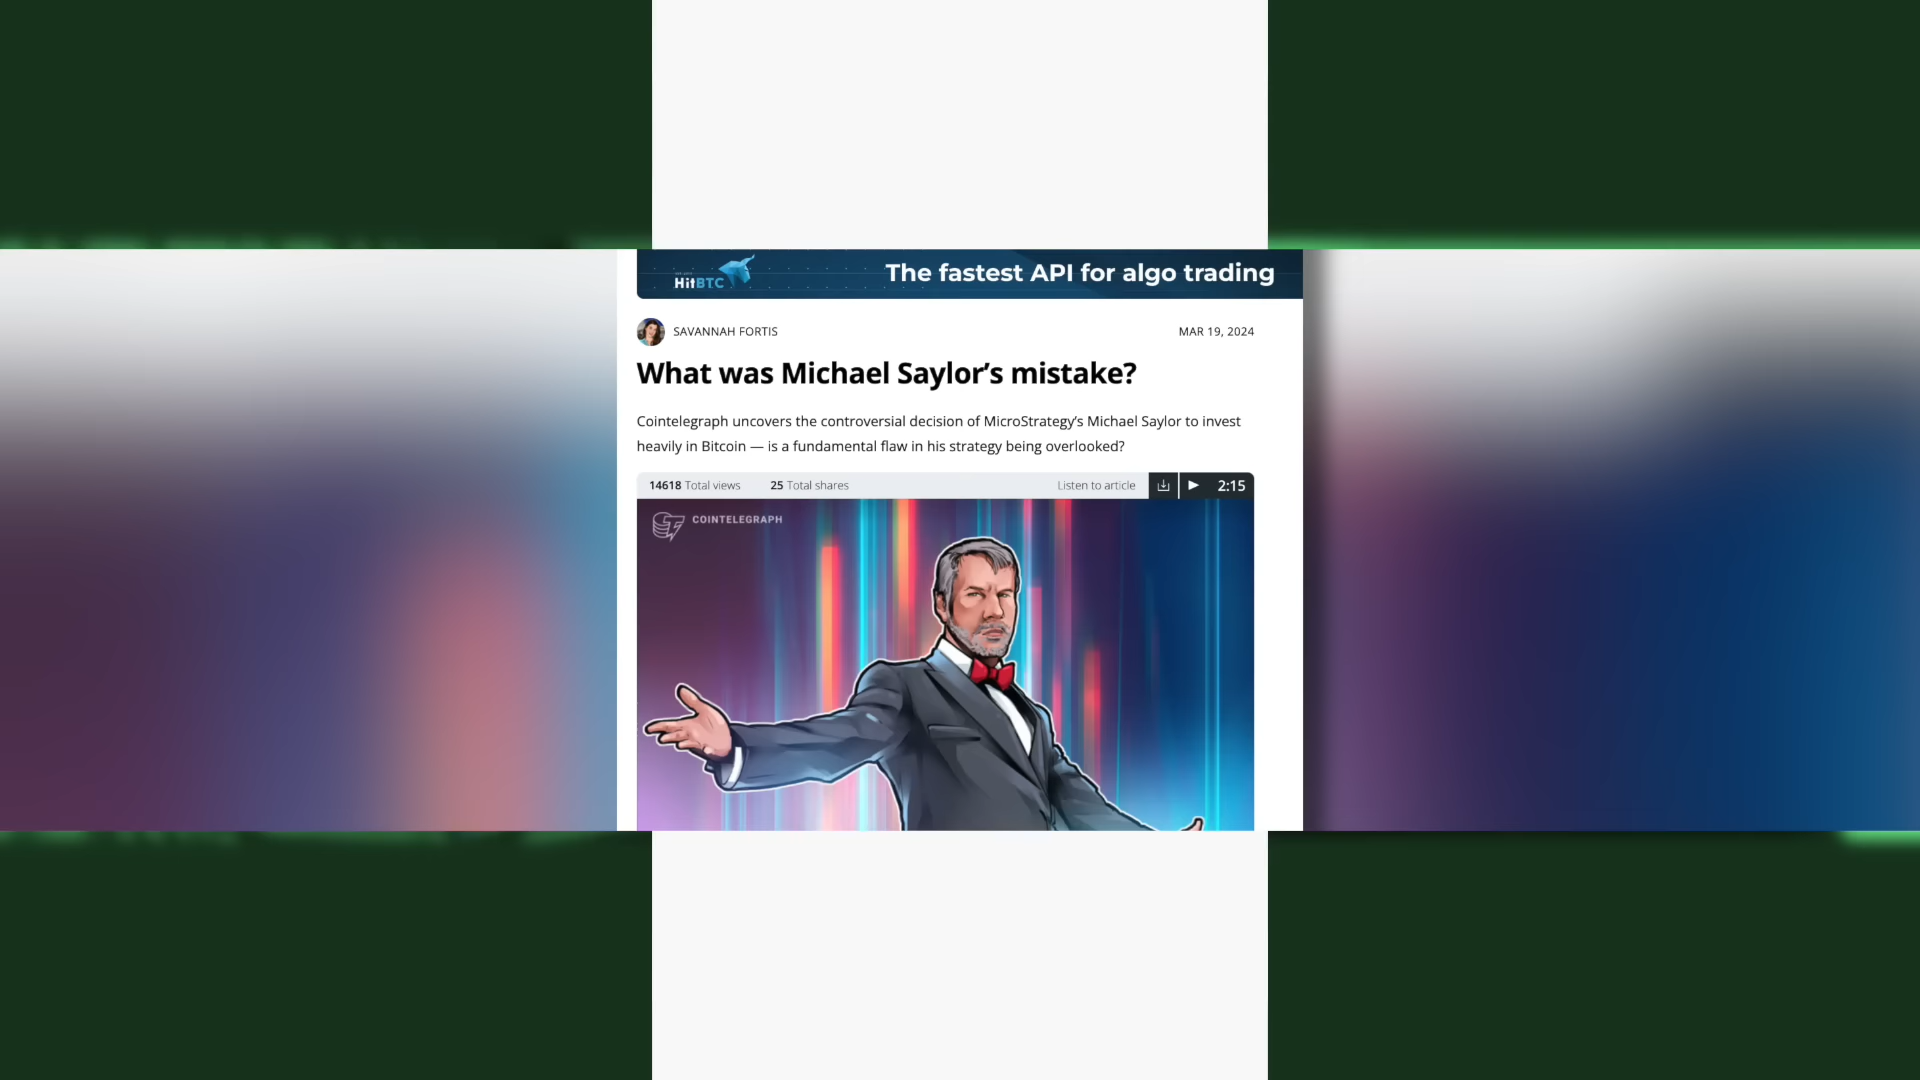 HitBTC
The fastest API for algo trading
SAVANNAH FORTIS
MAR 19, 2024
What was Michael Saylor’s mistake?
Cointelegraph uncovers the controversial decision of MicroStrategy’s Michael Saylor to invest
heavily in Bitcoin — is a fundamental flaw in his strategy being overlooked?
14618 Total views 25 Total shares Listen to article 2:15
COINTELEGRAPH